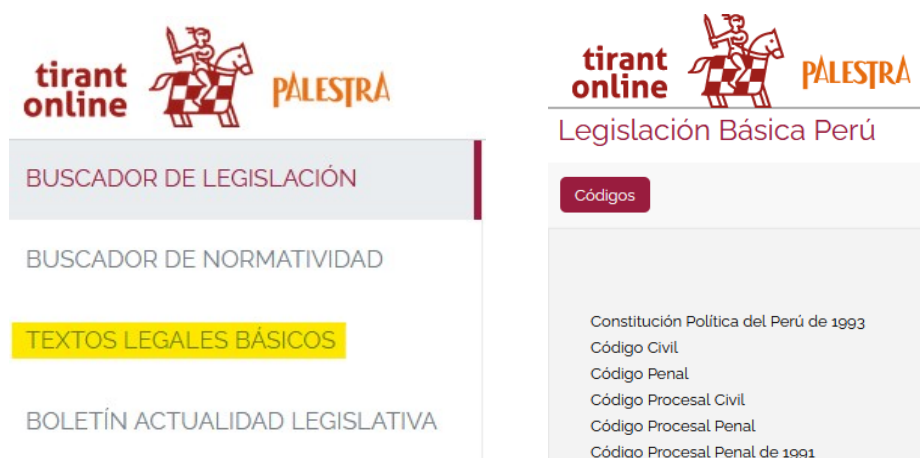 tirant
online
PALESTRA
BUSCADOR DE LEGISLACIÓN
BUSCADOR DE NORMATIVIDAD
TEXTOS LEGALES BÁSICOS
BOLETÍN ACTUALIDAD LEGISLATIVA
tirant
online
PALESTRA
Legislación Básica Perú
Códigos
Constitución Política del Perú de 1993
Código Civil
Código Penal
Código Procesal Civil
Código Procesal Penal
Código Procesal Penal de 1991